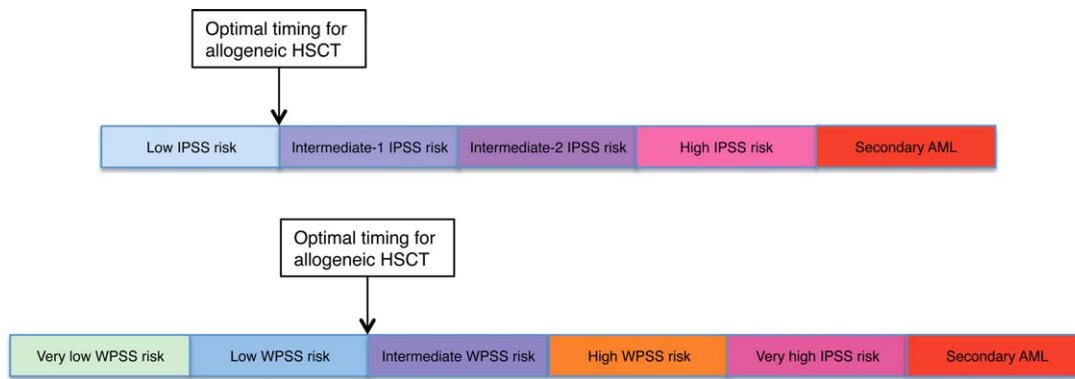 Optimal timing for
allogeneic HSCT
Low IPSS risk
Intermediate-1 IPSS risk
Intermediate-2 IPSS risk
High IPSS risk
Secondary AML
Optimal timing for
allogeneic HSCT
Very low WPSS risk
Low WPSS risk
Intermediate WPSS risk
High WPSS risk
Very high IPSS risk
Secondary AML